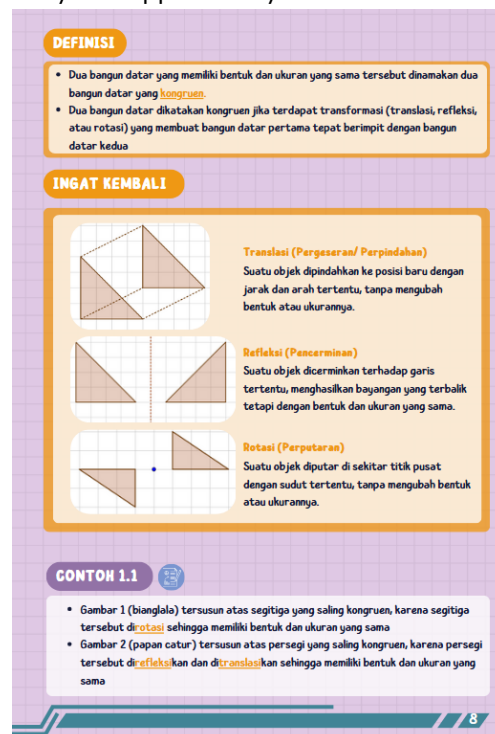 DEFINISI
• Dua bangun datar yang memiliki bentuk dan ukuran yang sama tersebut dinamakan dua
bangun datar yang kongruen.
• Dua bangun datar dikatakan kongruen jika terdapat transformasi (translasi, refleksi,
atau rotasi) yang membuat bangun datar pertama tepat berimpit dengan bangun
datar kedua
INGAT KEMBALI
Translasi (Pergeseran/ Perpindahan)
Suatu objek dipindahkan ke posisi baru dengan
jarak dan arah tertentu, tanpa mengubah
bentuk atau ukurannya.
Refleksi (Pencerminan)
Suatu objek dicerminkan terhadap garis
tertentu, menghasilkan bayangan yang terbalik
tetapi dengan bentuk dan ukuran yang sama.
Rotasi (Perputaran)
Suatu objek diputar di sekitar titik pusat
dengan sudut tertentu, tanpa mengubah bentuk
atau ukurannya.
CONTOH 1.1
• Gambar 1 (bianglala) tersusun atas segitiga yang saling kongruen, karena segitiga
tersebut dirotasi sehingga memiliki bentuk dan ukuran yang sama
• Gambar 2 (papan catur) tersusun atas persegi yang saling kongruen, karena persegi
tersebut direfleksikan dan ditranslasikan sehingga memiliki bentuk dan ukuran yang
sama
8